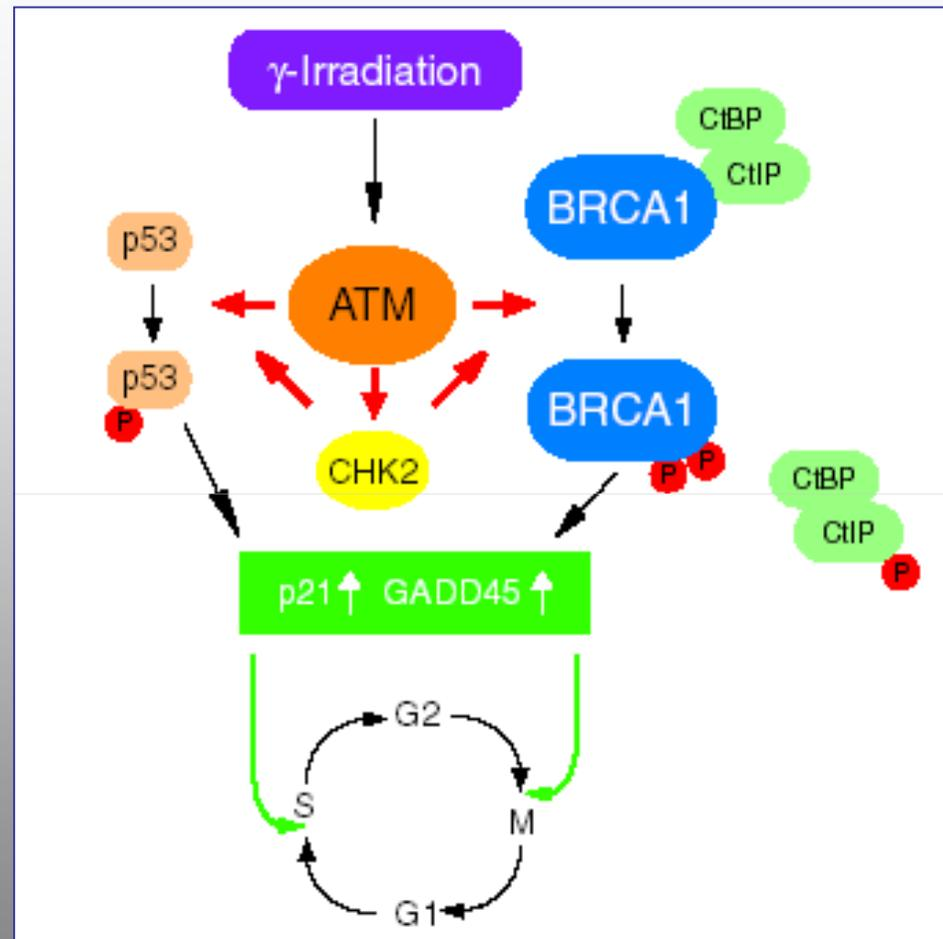 γ-Irradiation
CtBP
CtIP
BRCA1
p53
ATM
p53
P
BRCA1
P P
CHK2
CtBP
CtIP
P
p21 GADD45
G2
S
M
G1